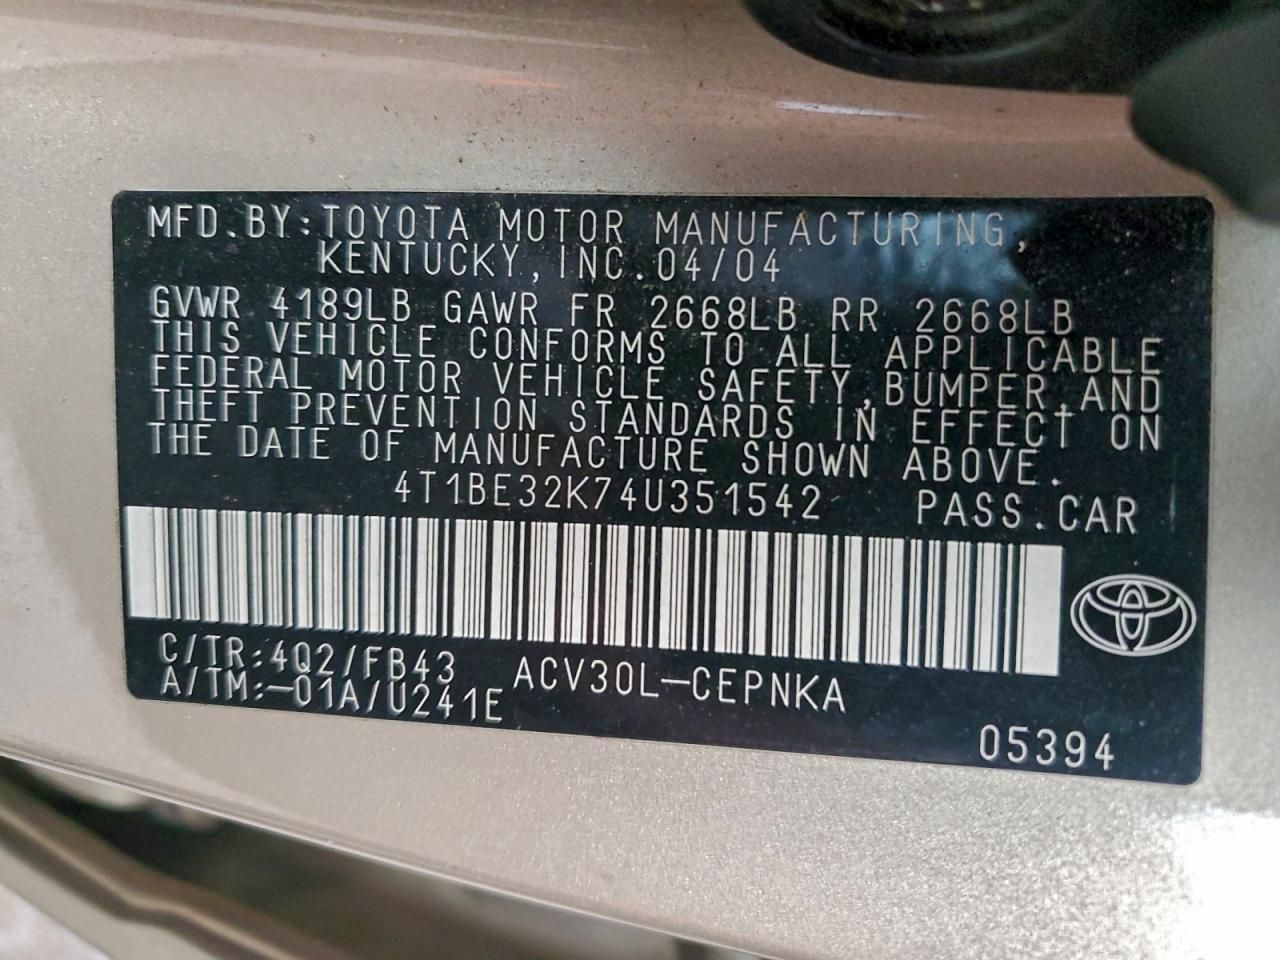 MFD.BY:TOYOTA MOTOR MANUFACTURING,
KENTUCKY,INC.04/04
GVWR 4189LB GAWR FR 2668LB RR 2668LB
THIS VEHICLE CONFORMS TO ALL APPLICABLE
FEDERAL MOTOR VEHICLE SAFETY,BUMPER,AND
THEFT PREVENTION STANDARDS IN EFFECT ON
THE DATE OF MANUFACTURE SHOWN ABOVE.
4T1BE32K74U351542 PASS.CAR
C/TR:4Q2/FB43 ACV30L-CEPNKA
A/TM:-01A/U241E
05394